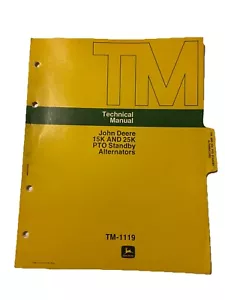 TM
Technical
Manual
John Deere
15K AND 25K
PTO Standby
Alternators
TM-1119